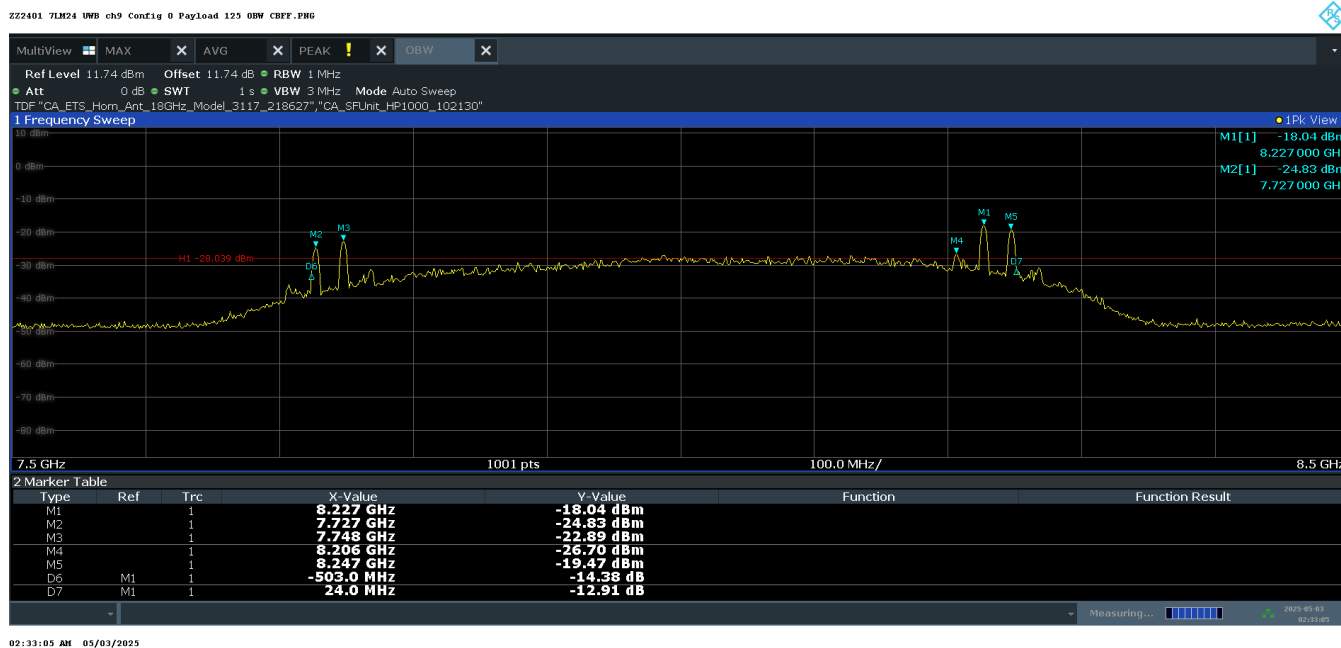 ZZ2401 7LM24 UWB ch9 Config 0 Payload 125 OBW CBFF.PNG
MultiView MAX AVG PEAK ! OBW
Ref Level 11.74 dBm Offset 11.74 dB RBW 1 MHz
Att 0 dB SWT 1 s VBW 3 MHz Mode Auto Sweep
TDF "CA_ETS_Horn_Ant_18GHz_Model_3117_218627","CA_SFUnit_HP1000_102130"
1 Frequency Sweep 1Pk View
10 dBm
M1[1] -18.04 dBm
8.227 000 GH
0 dBm
M2[1] -24.83 dBm
7.727 000 GH
-10 dBm
M1
M5
-20 dBm
M2
M3
M4
H1 -28.039 dBm
-30 dBm
D6
D7
-40 dBm
-50 dBm
-60 dBm
-70 dBm
-80 dBm
7.5 GHz 1001 pts 100.0 MHz/ 8.5 GHz
2 Marker Table
Type Ref Trc X-Value Y-Value Function Function Result
M1 1 8.227 GHz -18.04 dBm
M2 1 7.727 GHz -24.83 dBm
M3 1 7.748 GHz -22.89 dBm
M4 1 8.206 GHz -26.70 dBm
M5 1 8.247 GHz -19.47 dBm
D6 M1 1 -503.0 MHz -14.38 dB
D7 M1 1 24.0 MHz -12.91 dB
Measuring... 2025-05-03
02:33:05
02:33:05 AM 05/03/2025